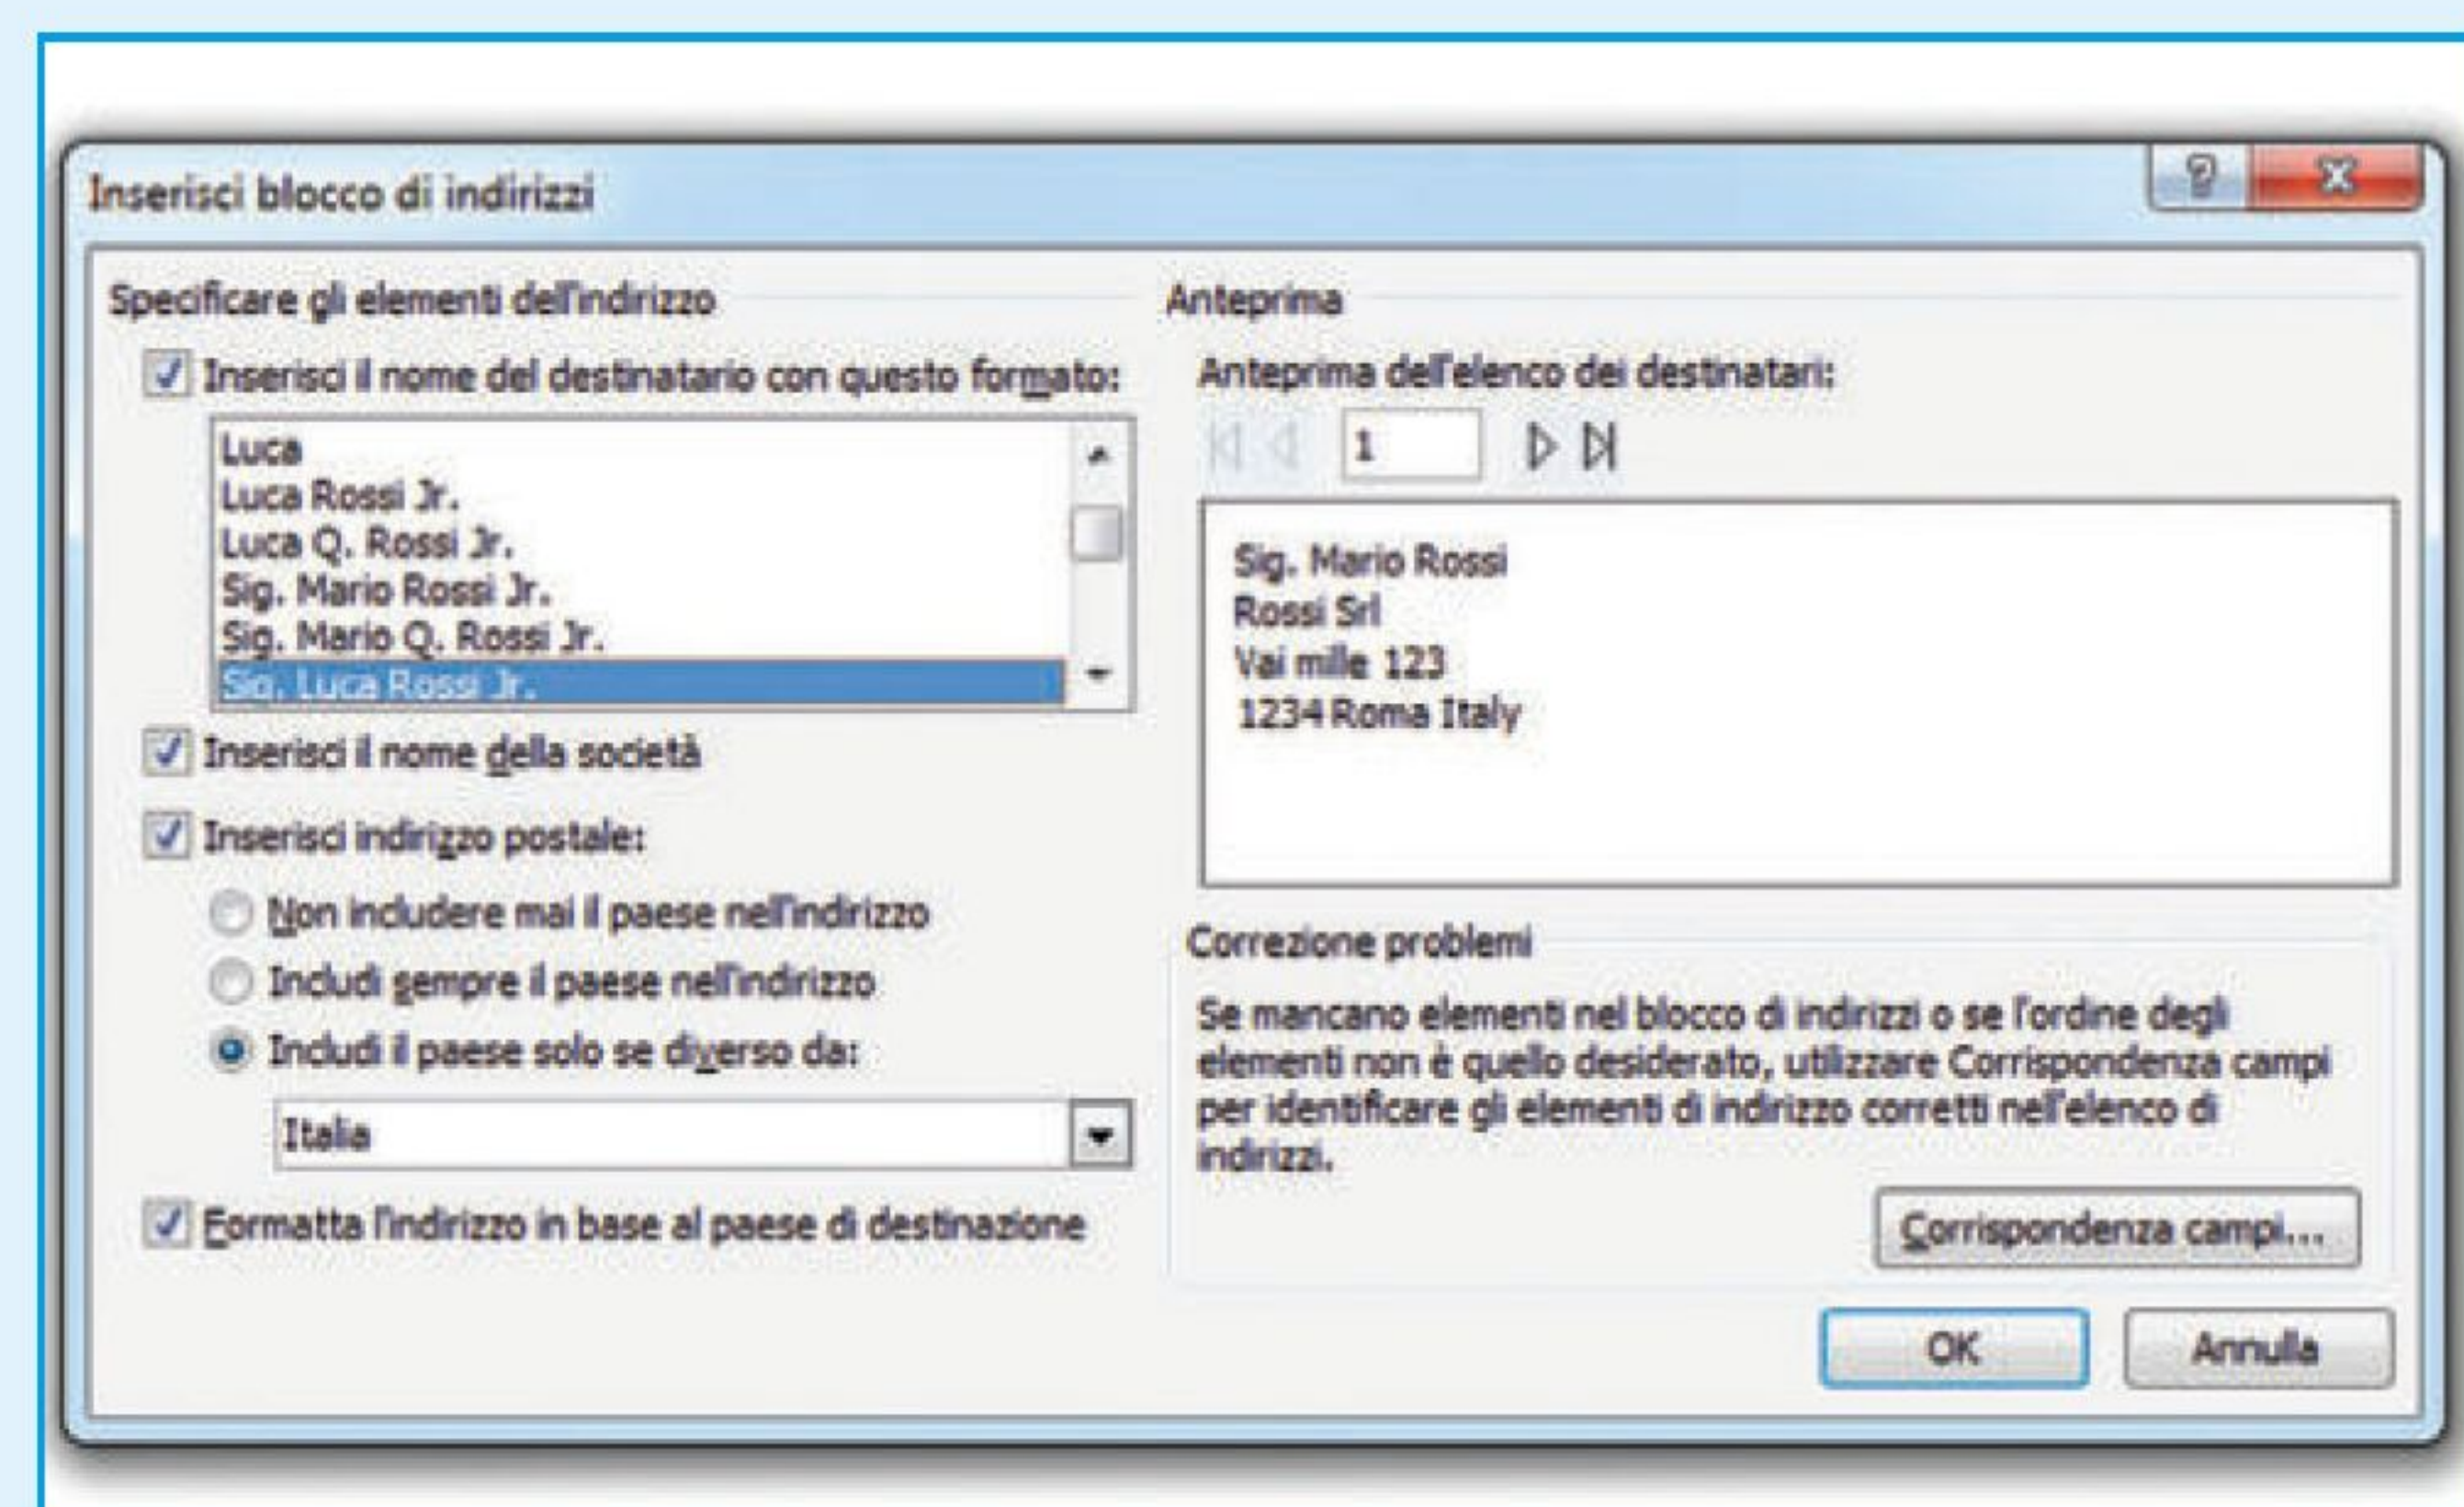 Inserisci blocco di indirizzi
Specificare gli elementi dell'indirizzo
Inserisci il nome del destinatario con questo formato:
Luca
Luca Rossi Jr.
Luca Q. Rossi Jr.
Sig. Mario Rossi Jr.
Sig. Mario Q. Rossi Jr.
Sig. Luca Rossi Jr.
Inserisci il nome della società
Inserisci indirizzo postale:
Non includere mai il paese nell'indirizzo
Includi sempre il paese nell'indirizzo
Includi il paese solo se diverso da:
Italia
Formatta l'indirizzo in base al paese di destinazione
Anteprima
Anteprima dell'elenco dei destinatari:
1
Sig. Mario Rossi
Rossi Srl
Vai mille 123
1234 Roma Italy
Correzione problemi
Se mancano elementi nel blocco di indirizzi o se l'ordine degli
elementi non è quello desiderato, utilizzare Corrispondenza campi
per identificare gli elementi di indirizzo corretti nell'elenco di
indirizzi.
Corrispondenza campi...
OK
Annulla